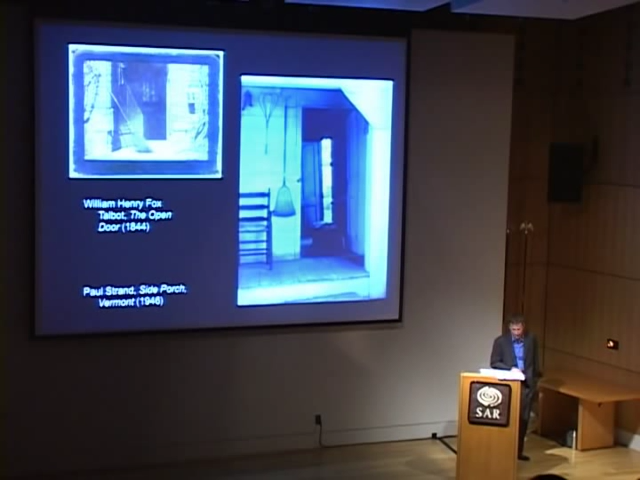 William Henry Fox
Talbot, The Open
Door (1844)
Paul Strand, Side Porch,
Vermont (1946)
SAR